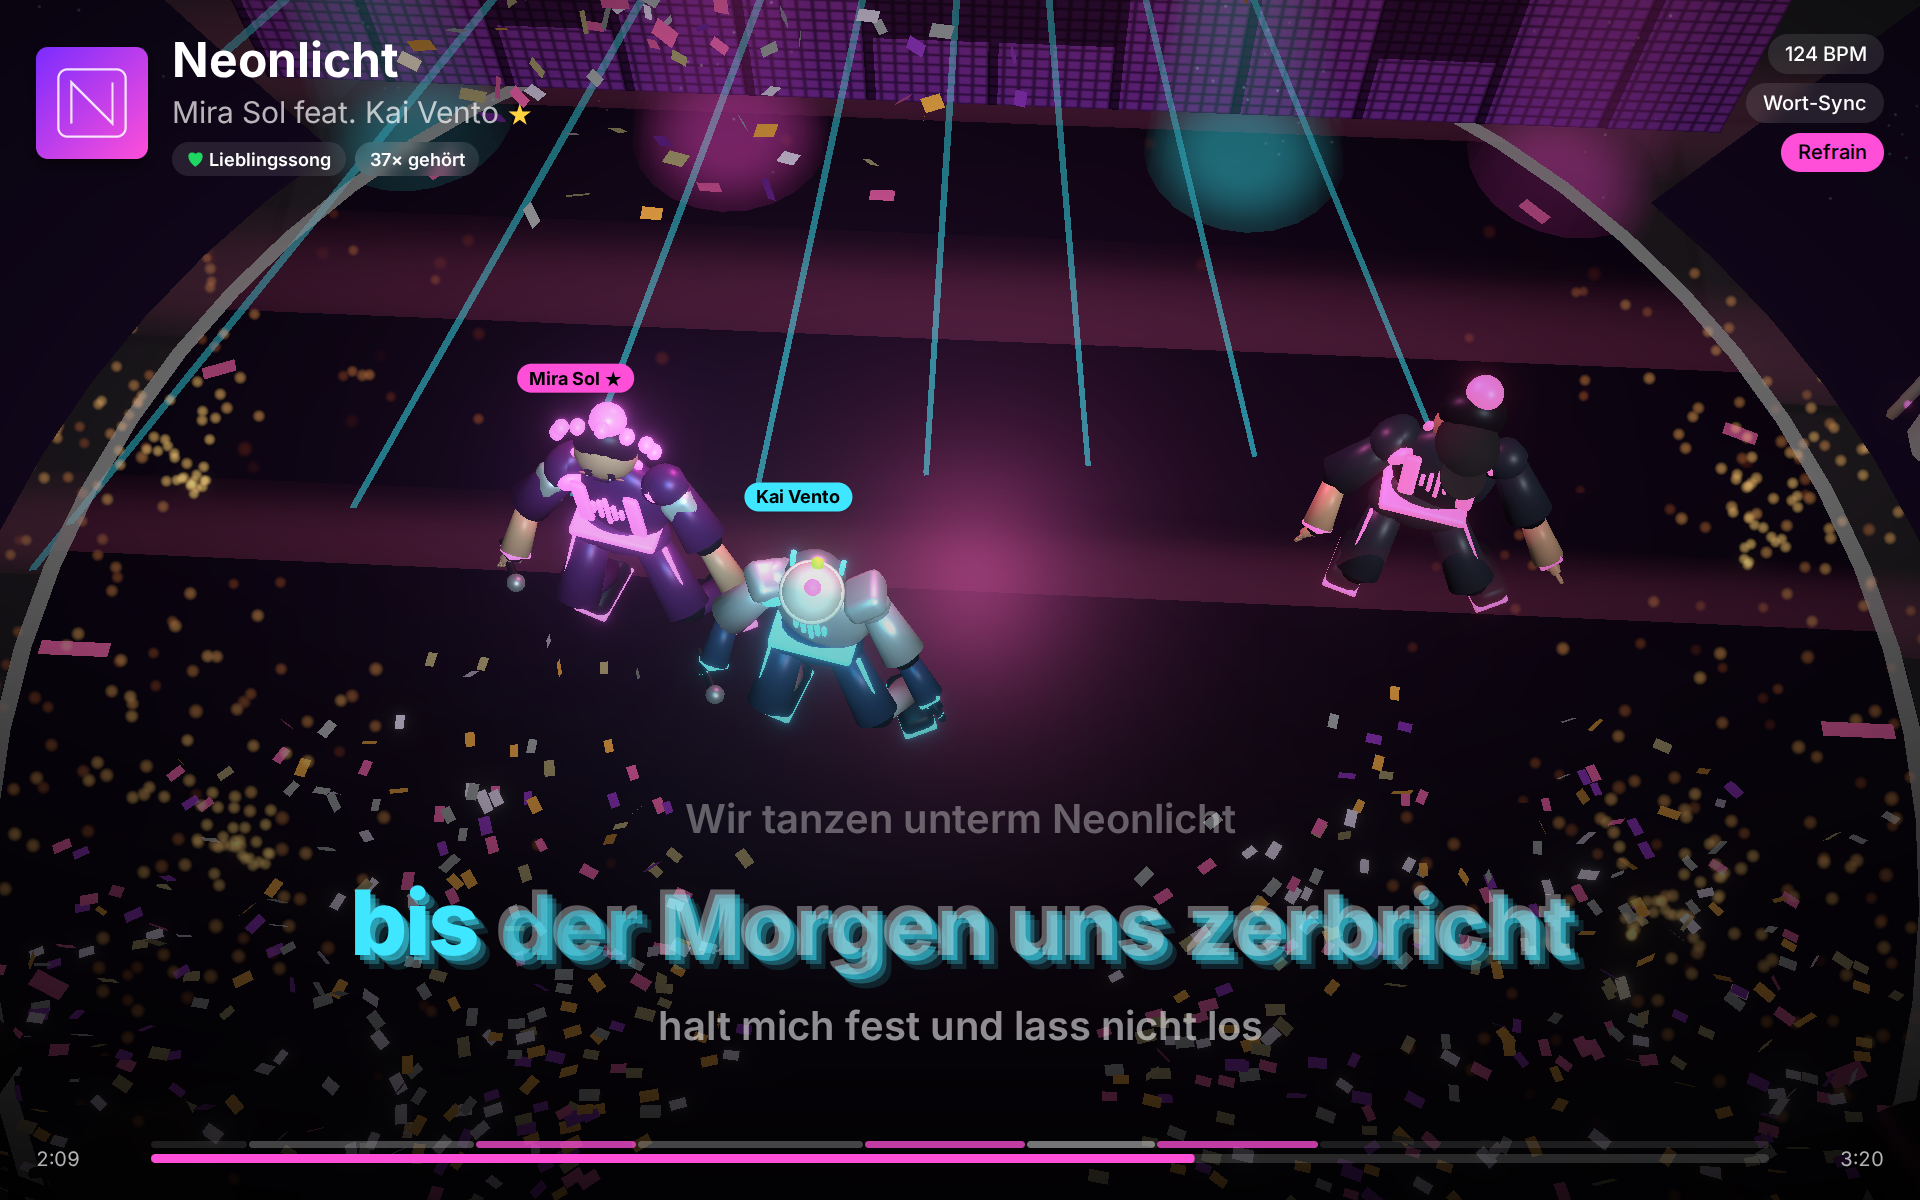 N
Neonlicht
Mira Sol feat. Kai Vento ★
Lieblingssong
37× gehört
124 BPM
Wort-Sync
Refrain
Mira Sol ★
Kai Vento
Wir tanzen unterm Neonlicht
bis der Morgen uns zerbricht
halt mich fest und lass nicht los
2:09
3:20